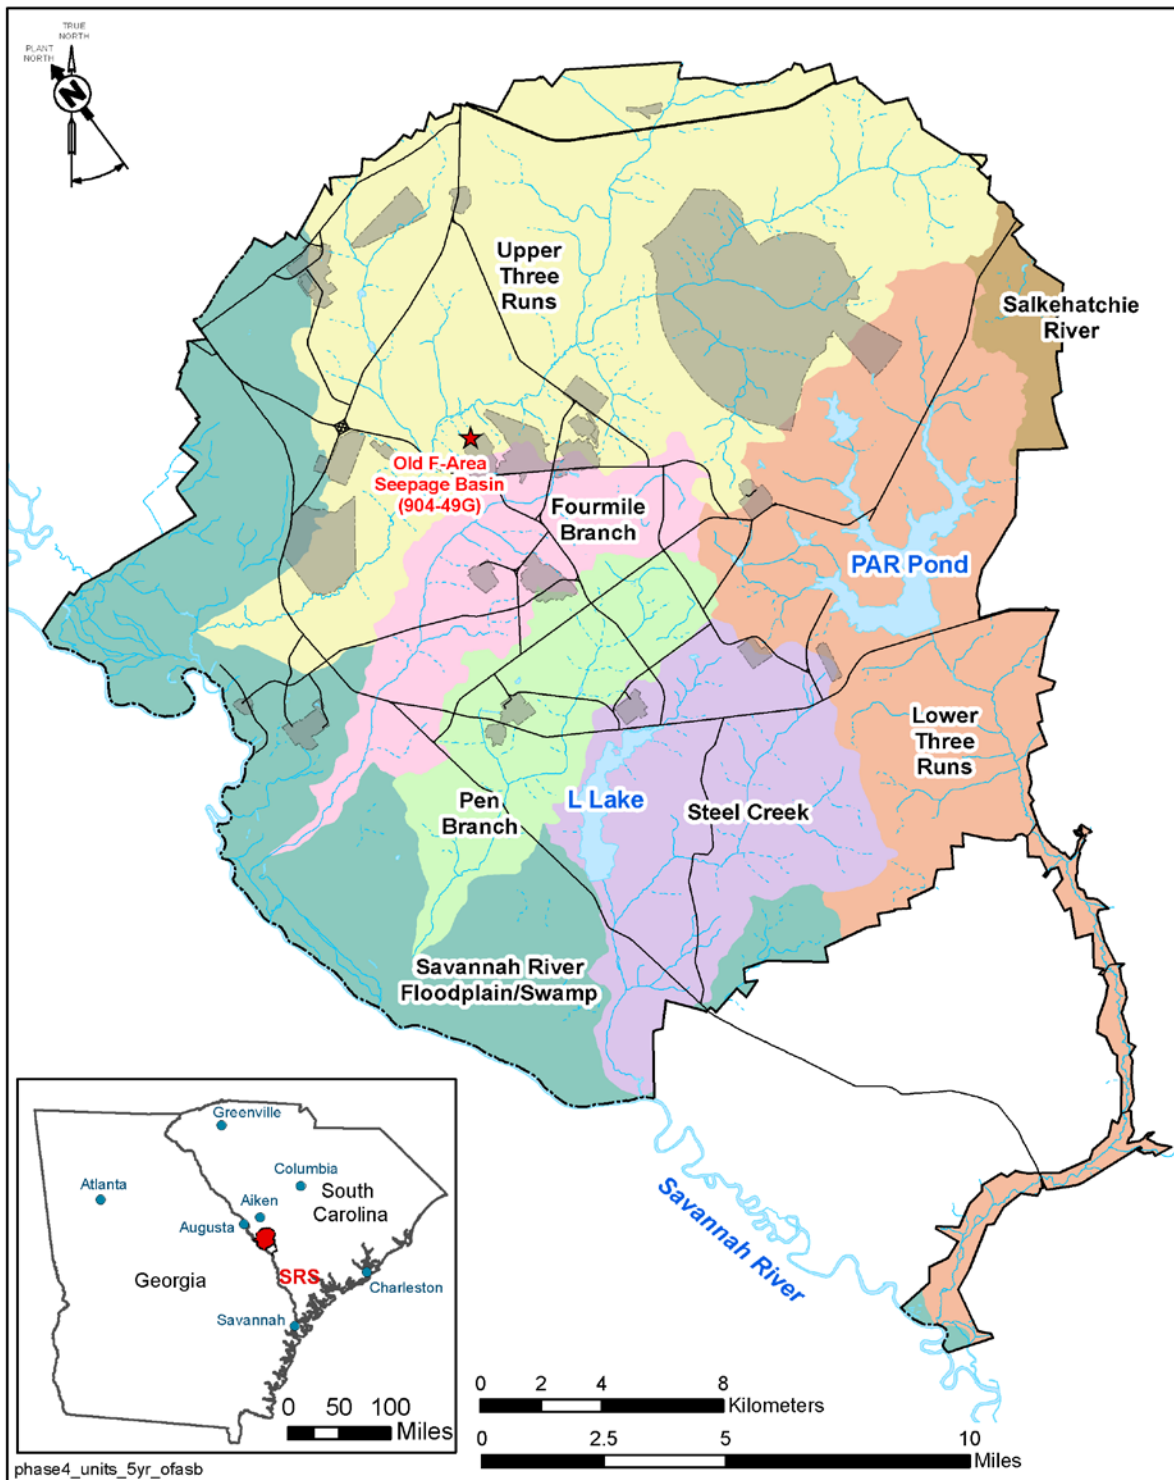 TRUE
NORTH
PLANT
NORTH
N
Upper
Three
Runs
Salkehatchie
River
Old F-Area
Seepage Basin
(904-49G)
Fourmile
Branch
PAR Pond
Lower
Three
Runs
Pen
Branch
L Lake
Steel Creek
Savannah River
Floodplain/Swamp
Savannah River
Greenville
Columbia
Atlanta
Aiken
South
Carolina
Augusta
Georgia
SRS
Charleston
Savannah
0 50 100
Miles
0 2 4 8
Kilometers
0 2.5 5 10
Miles
phase4_units_5yr_ofasb